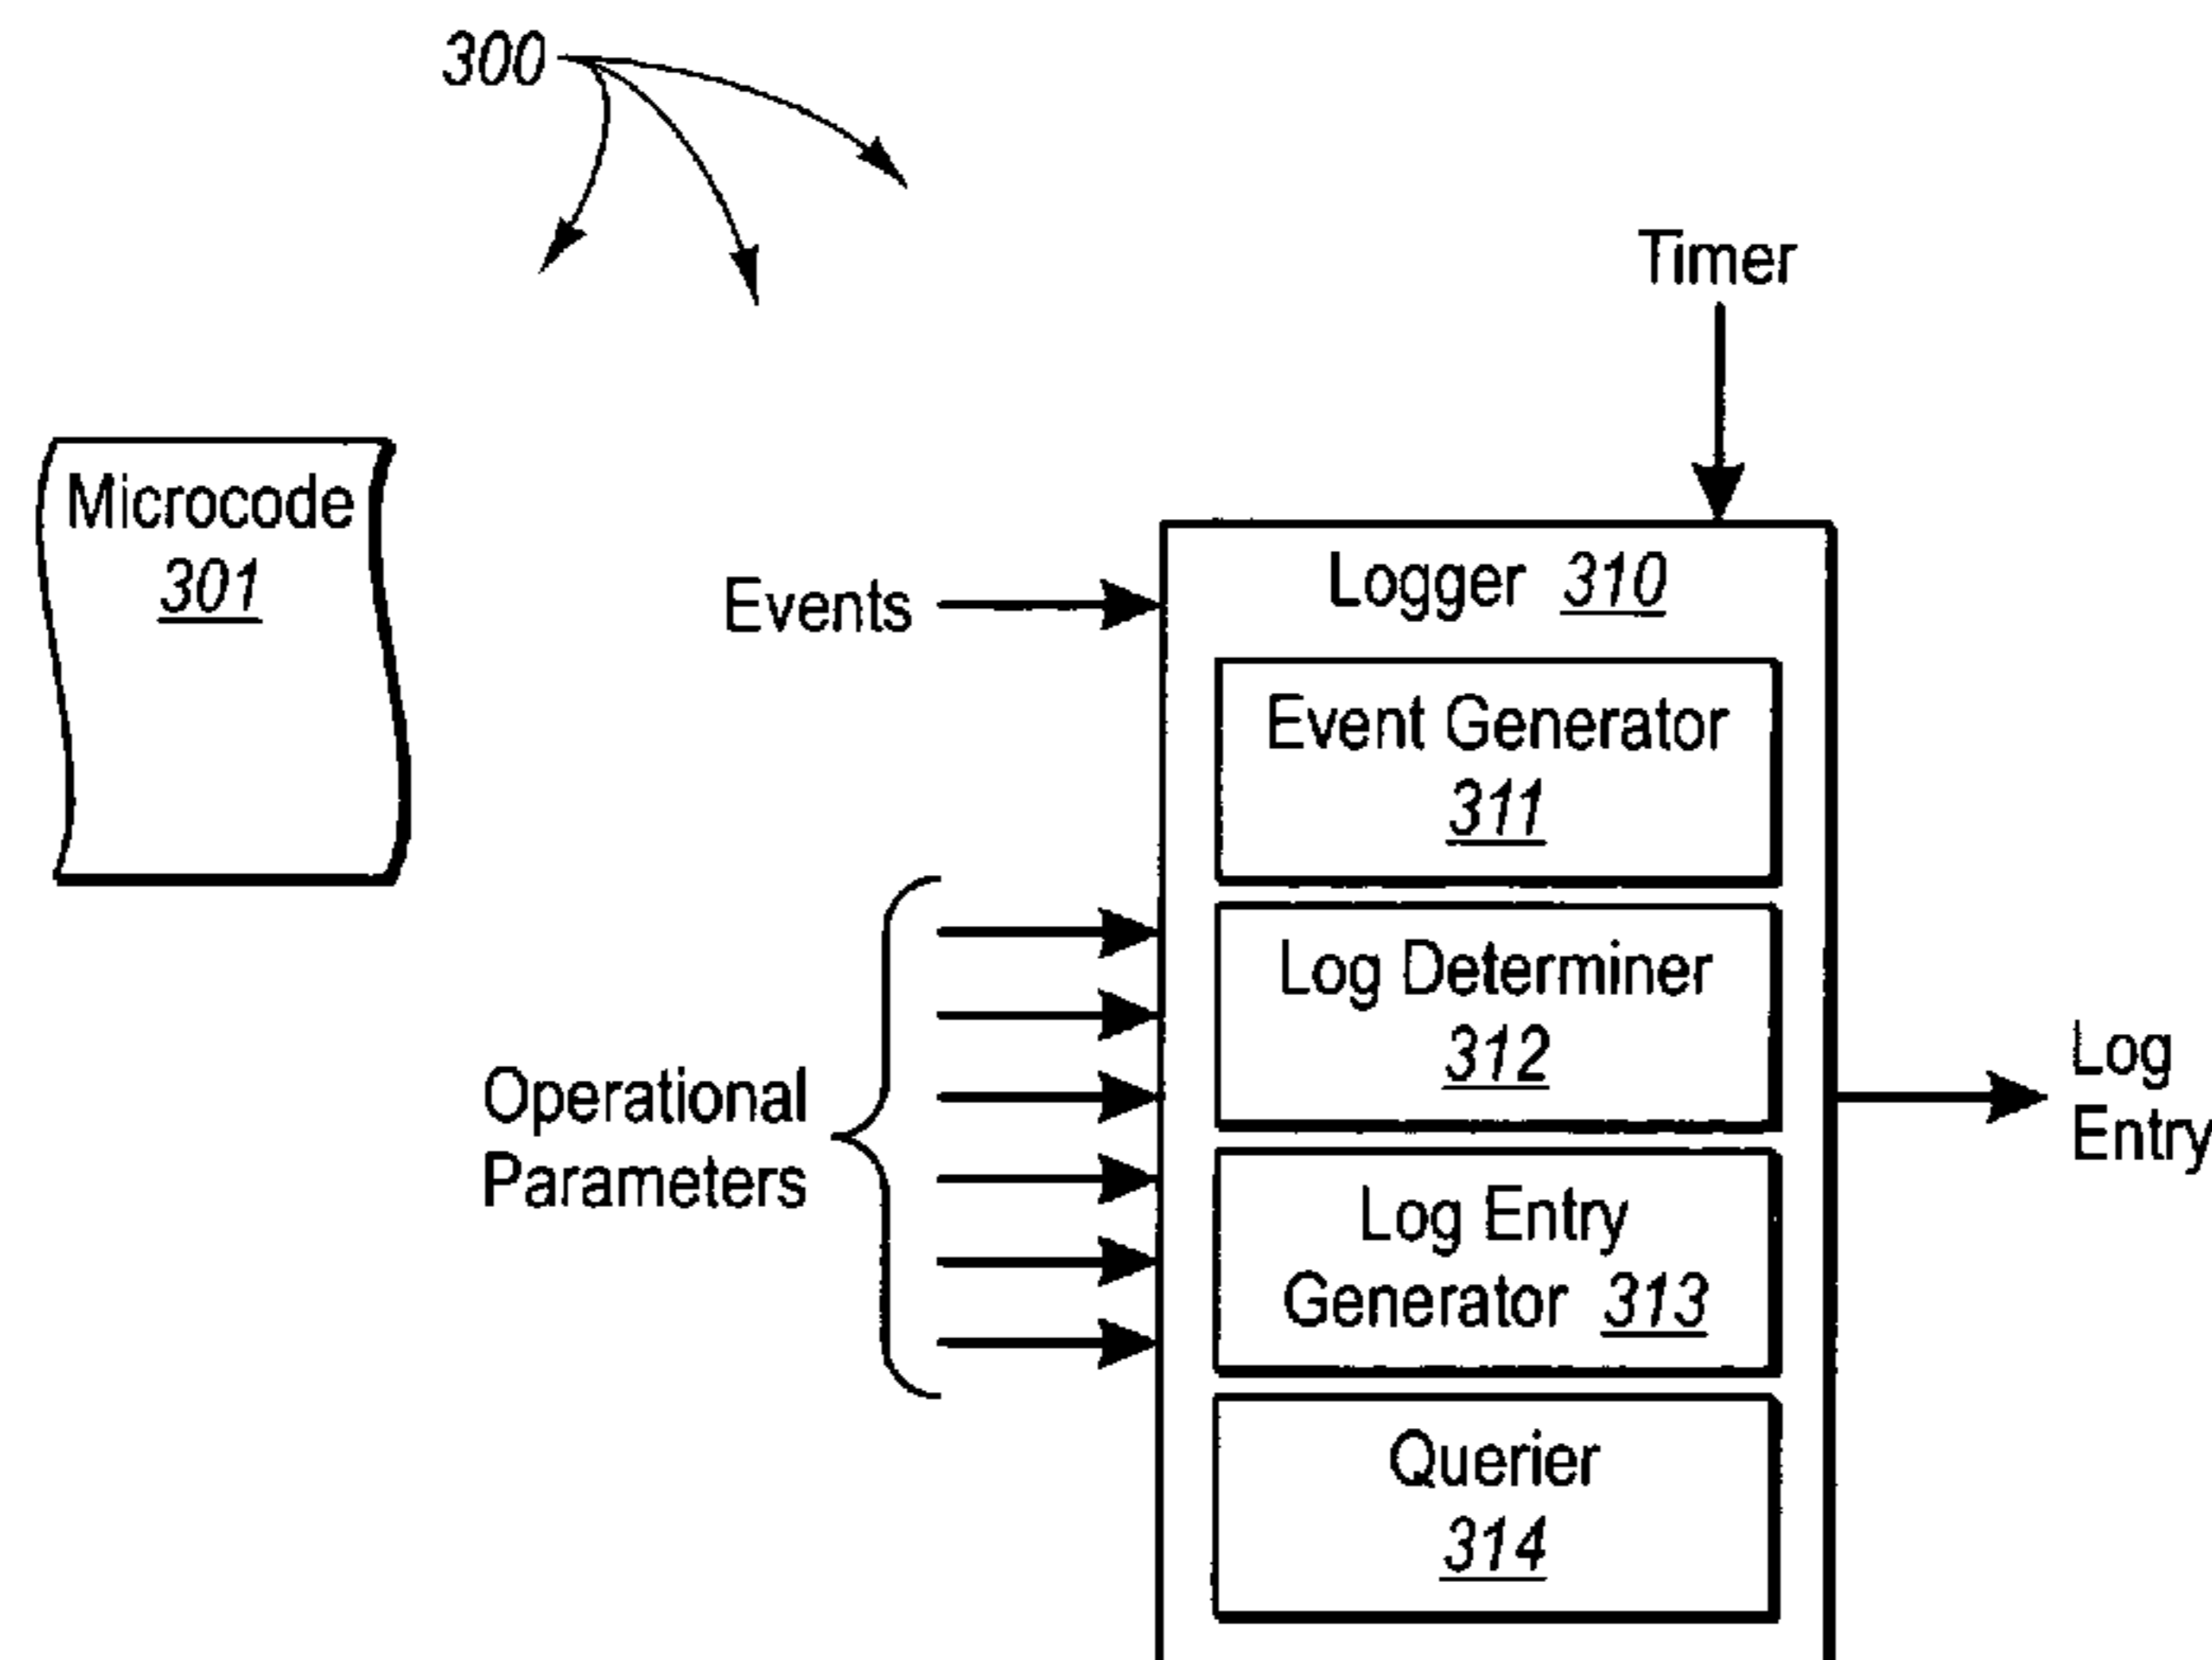 300
Timer
Microcode
301
Events
Logger 310
Event Generator
311
Log Determiner
312
Operational
Parameters
Log
Entry
Log Entry
Generator 313
Querier
314